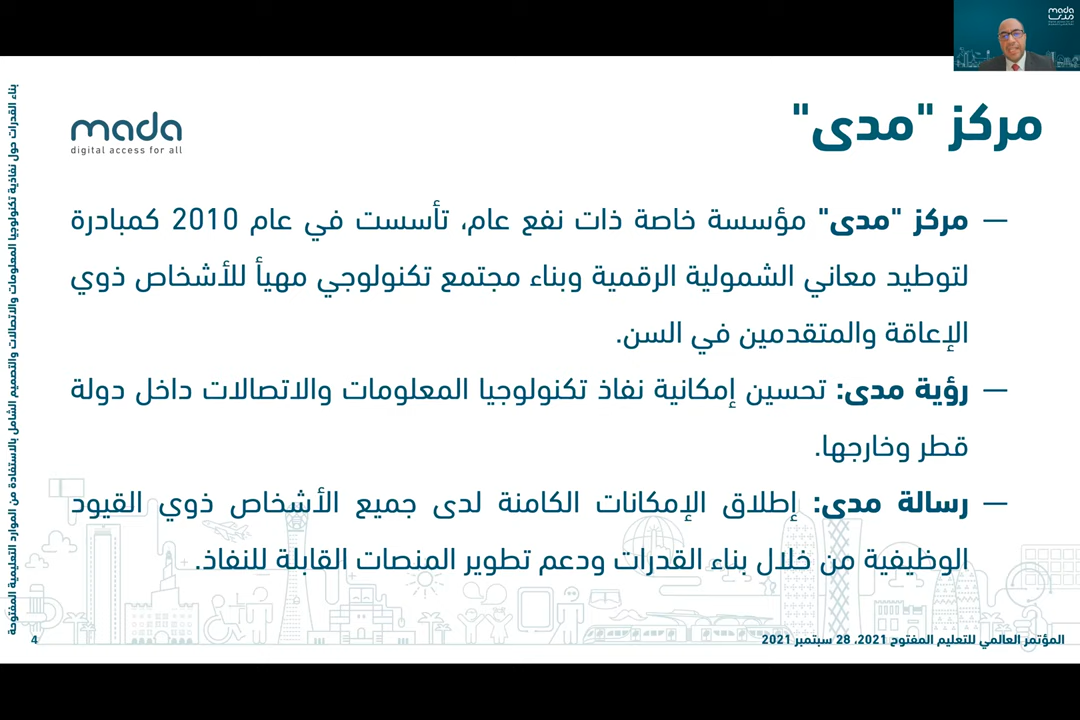 mada
مدى
مركز "مدى"
mada
digital access for all
— مركز "مدى" مؤسسة خاصة ذات نفع عام، تأسست في عام 2010 كمبادرة
لتوطيد معاني الشمولية الرقمية وبناء مجتمع تكنولوجي مهيأ للأشخاص ذوي
الإعاقة والمتقدمين في السن.
— رؤية مدى: تحسين إمكانية نفاذ تكنولوجيا المعلومات والاتصالات داخل دولة
قطر وخارجها.
— رسالة مدى: إطلاق الإمكانات الكامنة لدى جميع الأشخاص ذوي القيود
الوظيفية من خلال بناء القدرات ودعم تطوير المنصات القابلة للنفاذ.
بناء القدرات حول نفاذية تكنولوجيا المعلومات والاتصالات والتصميم الشامل بالاستفادة من الموارد التعليمية المفتوحة
المؤتمر العالمي للتعليم المفتوح 2021، 28 سبتمبر 2021
4